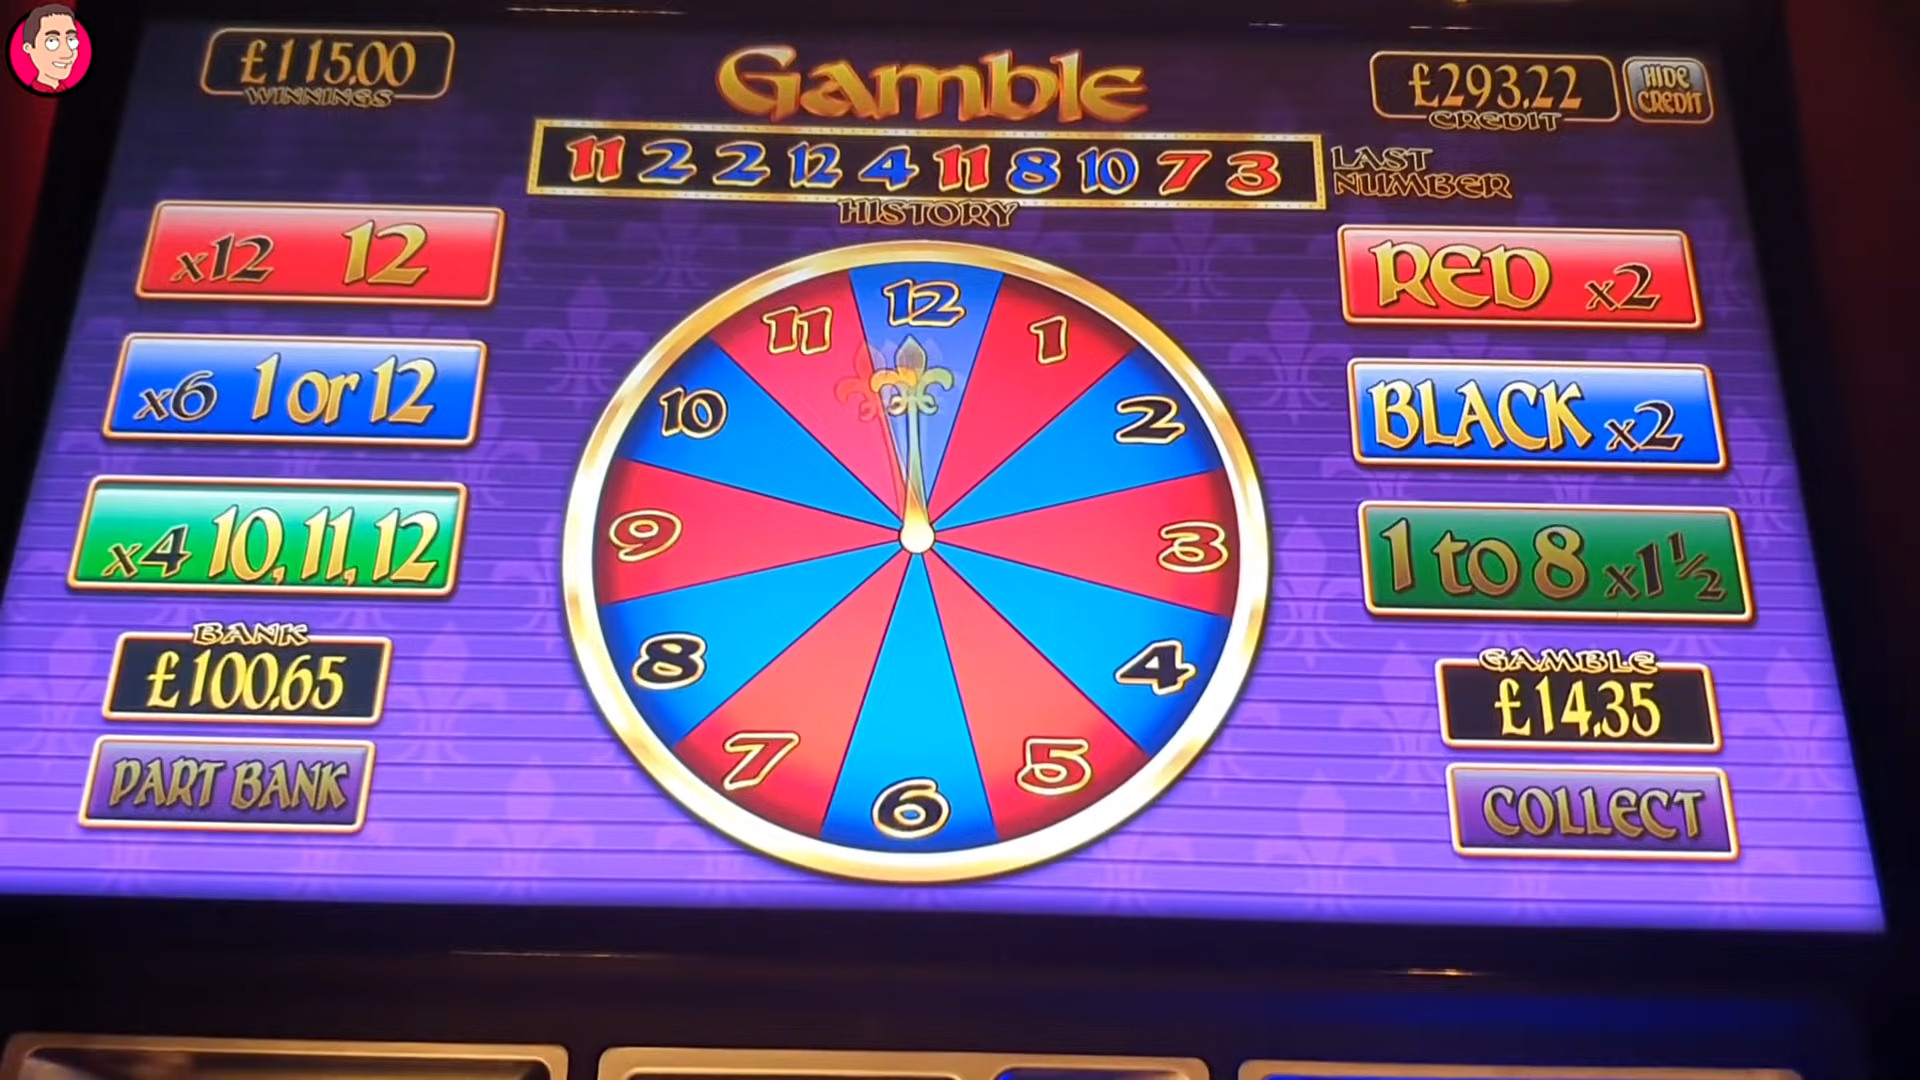 £115.00
WINNINGS
Gamble
£293.22
CREDIT
HIDE
CREDIT
11 2 2 12 4 11 8 10 7 3
HISTORY
LAST
NUMBER
x12 12
x6 1 or 12
x4 10, 11, 12
BANK
£100.65
PART BANK
12
1
2
3
4
5
6
7
8
9
10
11
RED x2
BLACK x2
1 to 8 x1½
GAMBLE
£14.35
COLLECT